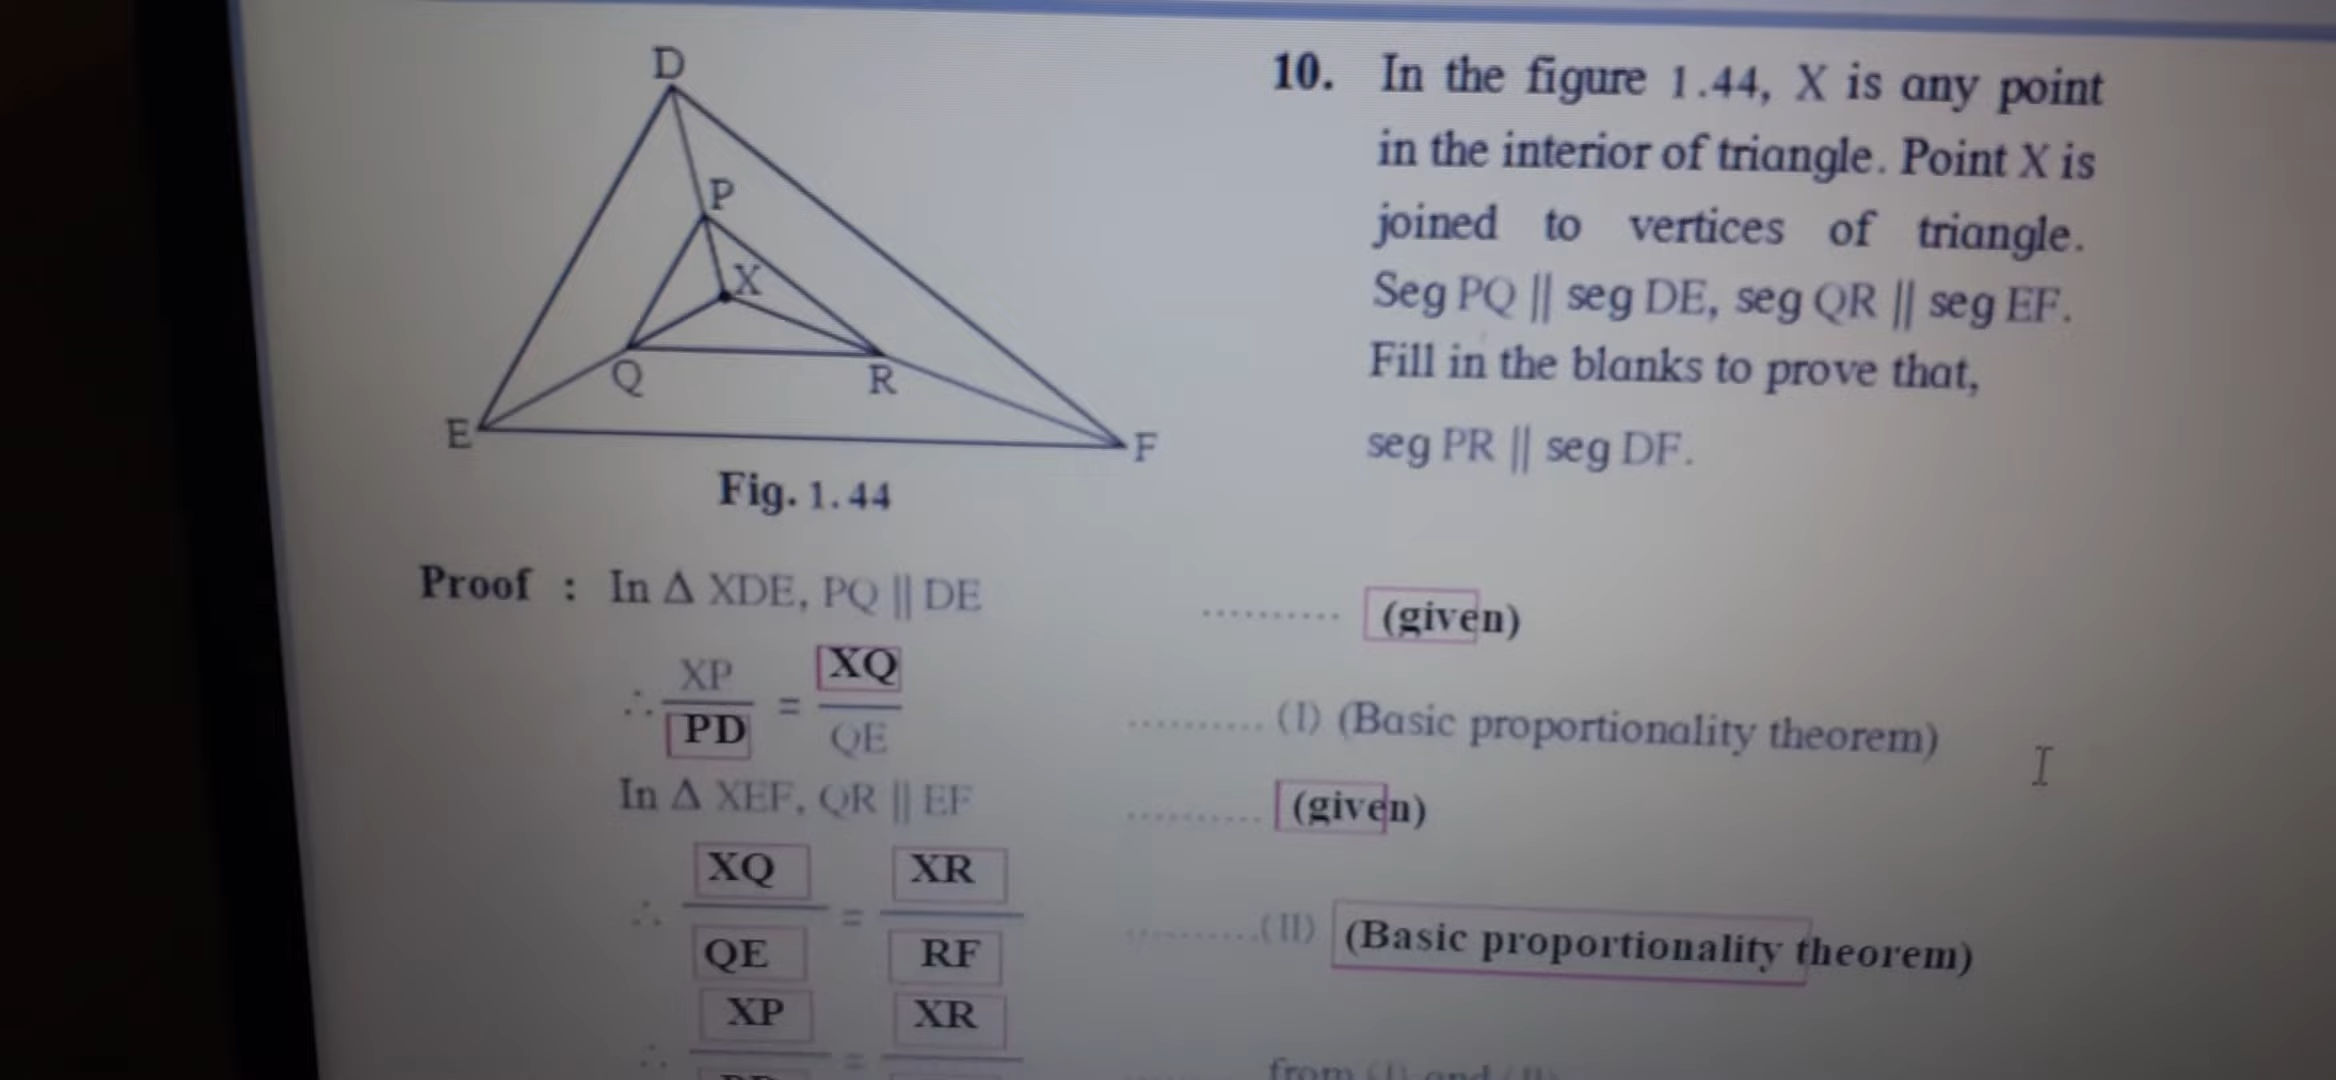 D
P
X
Q
R
E
F
Fig. 1.44
10. In the figure 1.44, X is any point
in the interior of triangle. Point X is
joined to vertices of triangle.
Seg PQ || seg DE, seg QR || seg EF.
Fill in the blanks to prove that,
seg PR || seg DF.
Proof : In Δ XDE, PQ || DE .......... (given)
∴ XP / PD = XQ / QE .......... (I) (Basic proportionality theorem)
In Δ XEF, QR || EF .......... (given)
∴ XQ / QE = XR / RF ..........(II) (Basic proportionality theorem)
∴ XP = XR
from (I) and (II)